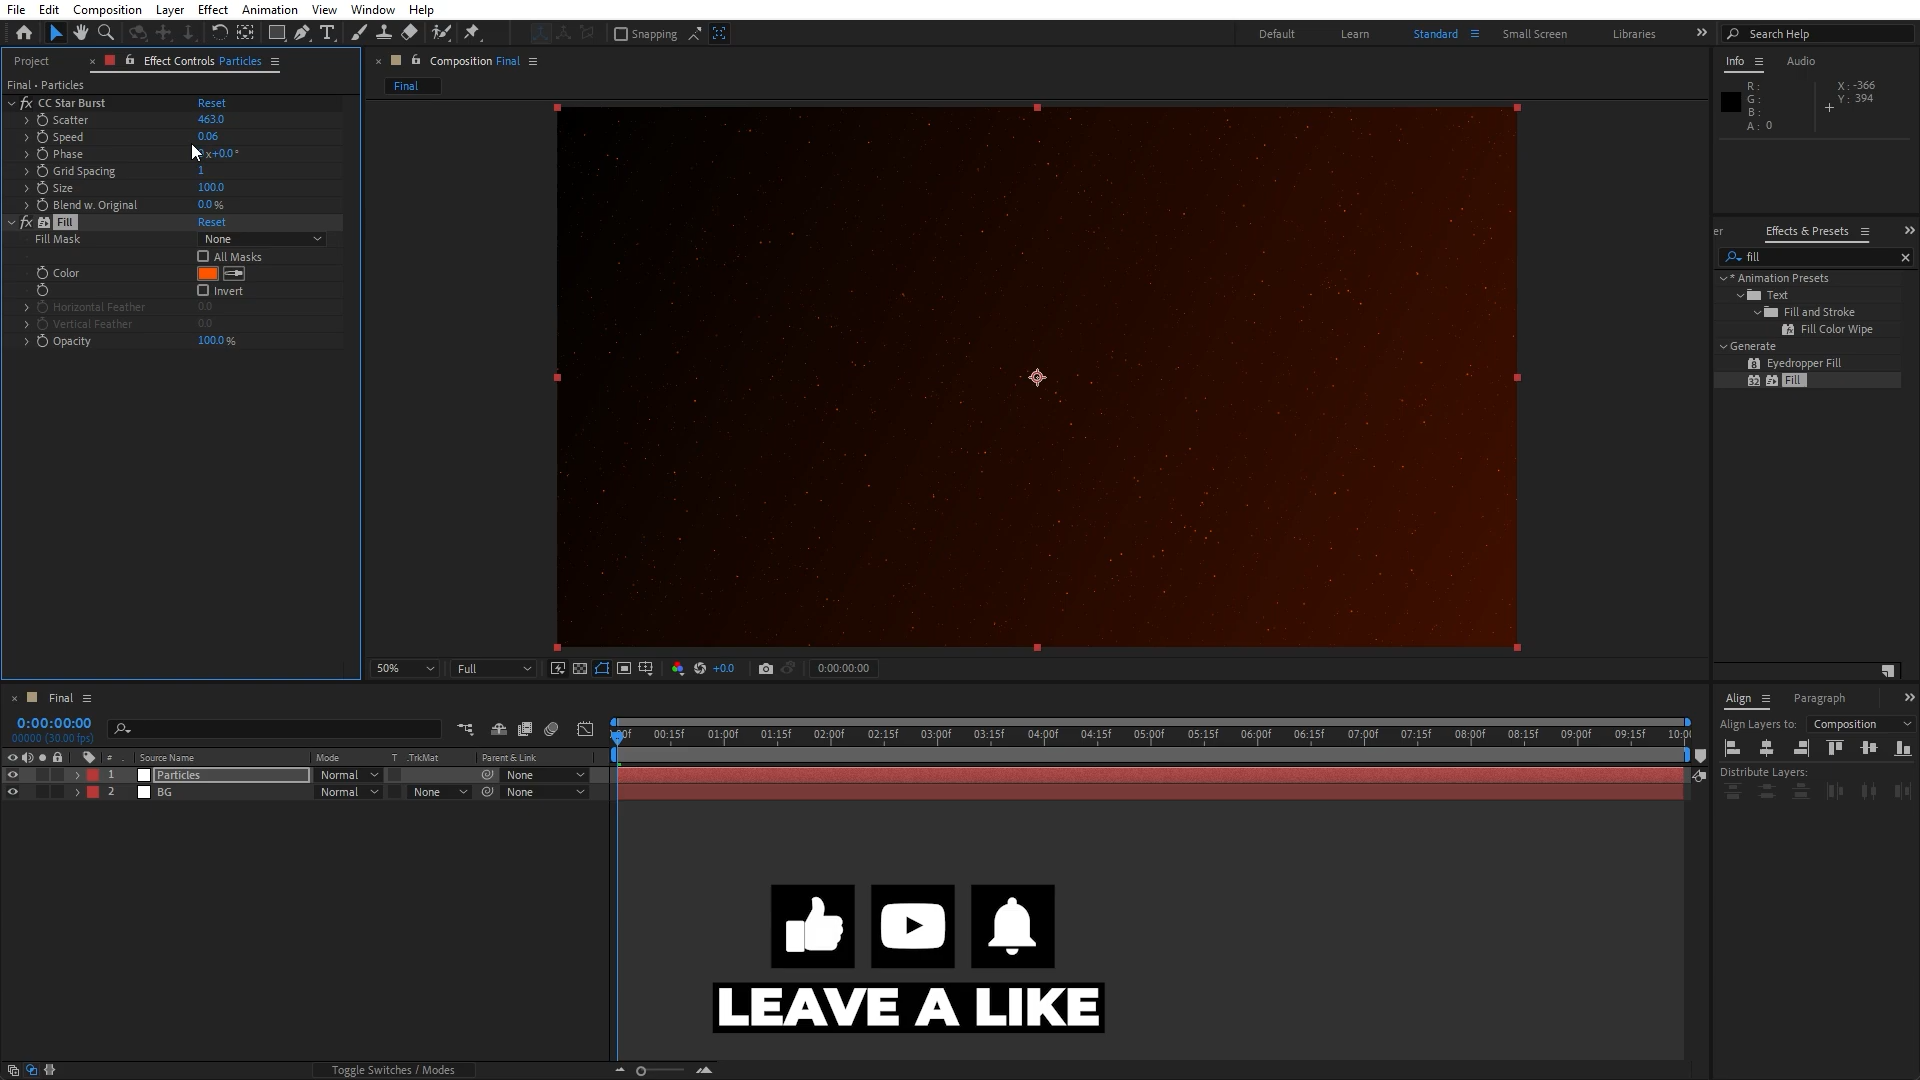 File Edit Composition Layer Effect Animation View Window Help
Snapping
Default Learn Standard Small Screen Libraries
Search Help
Project
Effect Controls Particles
Final • Particles
CC Star Burst Reset
Scatter 463.0
Speed 0.06
Phase x+0.0°
Grid Spacing 1
Size 100.0
Blend w. Original 0.0 %
Fill Reset
Fill Mask None
All Masks
Color
Invert
Horizontal Feather 0.0
Vertical Feather 0.0
Opacity 100.0 %
Composition Final
Final
50% Full +0.0 0:00:00:00
Info Audio
R :
G :
B :
A : 0
X : -366
Y : 394
er Effects & Presets
fill
* Animation Presets
Text
Fill and Stroke
Fill Color Wipe
Generate
8 Eyedropper Fill
32 Fill
Final
0:00:00:00
00000 (30.00 fps)
# . Source Name Mode T .TrkMat Parent & Link
1 Particles Normal None
2 BG Normal None None
:00f 00:15f 01:00f 01:15f 02:00f 02:15f 03:00f 03:15f 04:00f 04:15f 05:00f 05:15f 06:00f 06:15f 07:00f 07:15f 08:00f 08:15f 09:00f 09:15f 10:0
Align Paragraph
Align Layers to: Composition
Distribute Layers:
LEAVE A LIKE
Toggle Switches / Modes